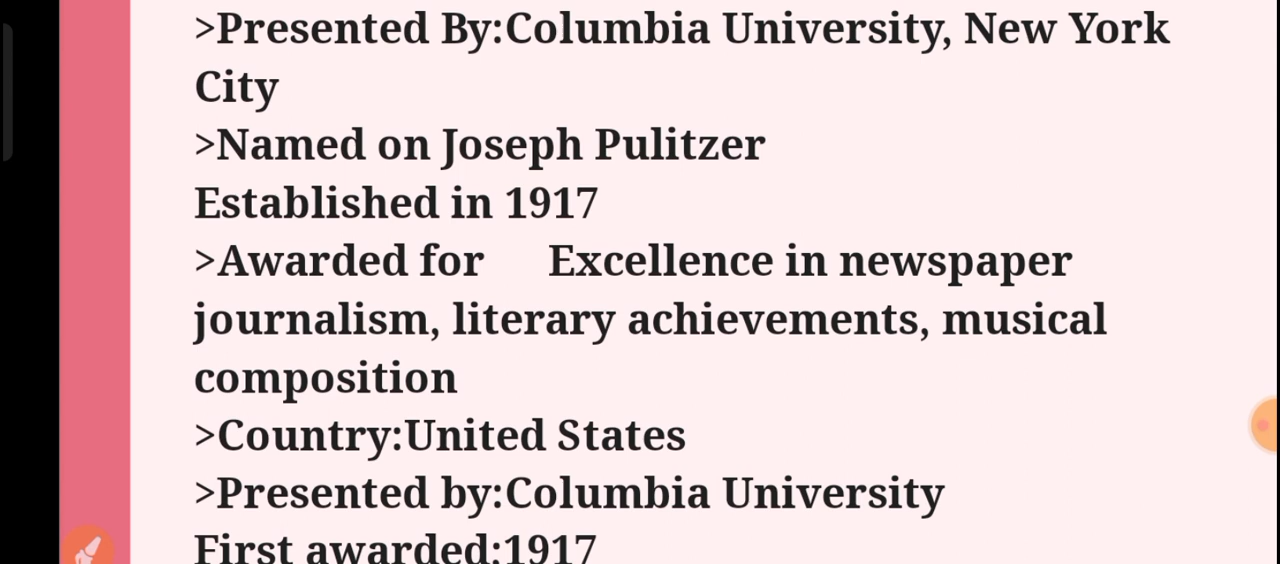 >Presented By:Columbia University, New York
City
>Named on Joseph Pulitzer
Established in 1917
>Awarded for Excellence in newspaper
journalism, literary achievements, musical
composition
>Country:United States
>Presented by:Columbia University
First awarded:1917